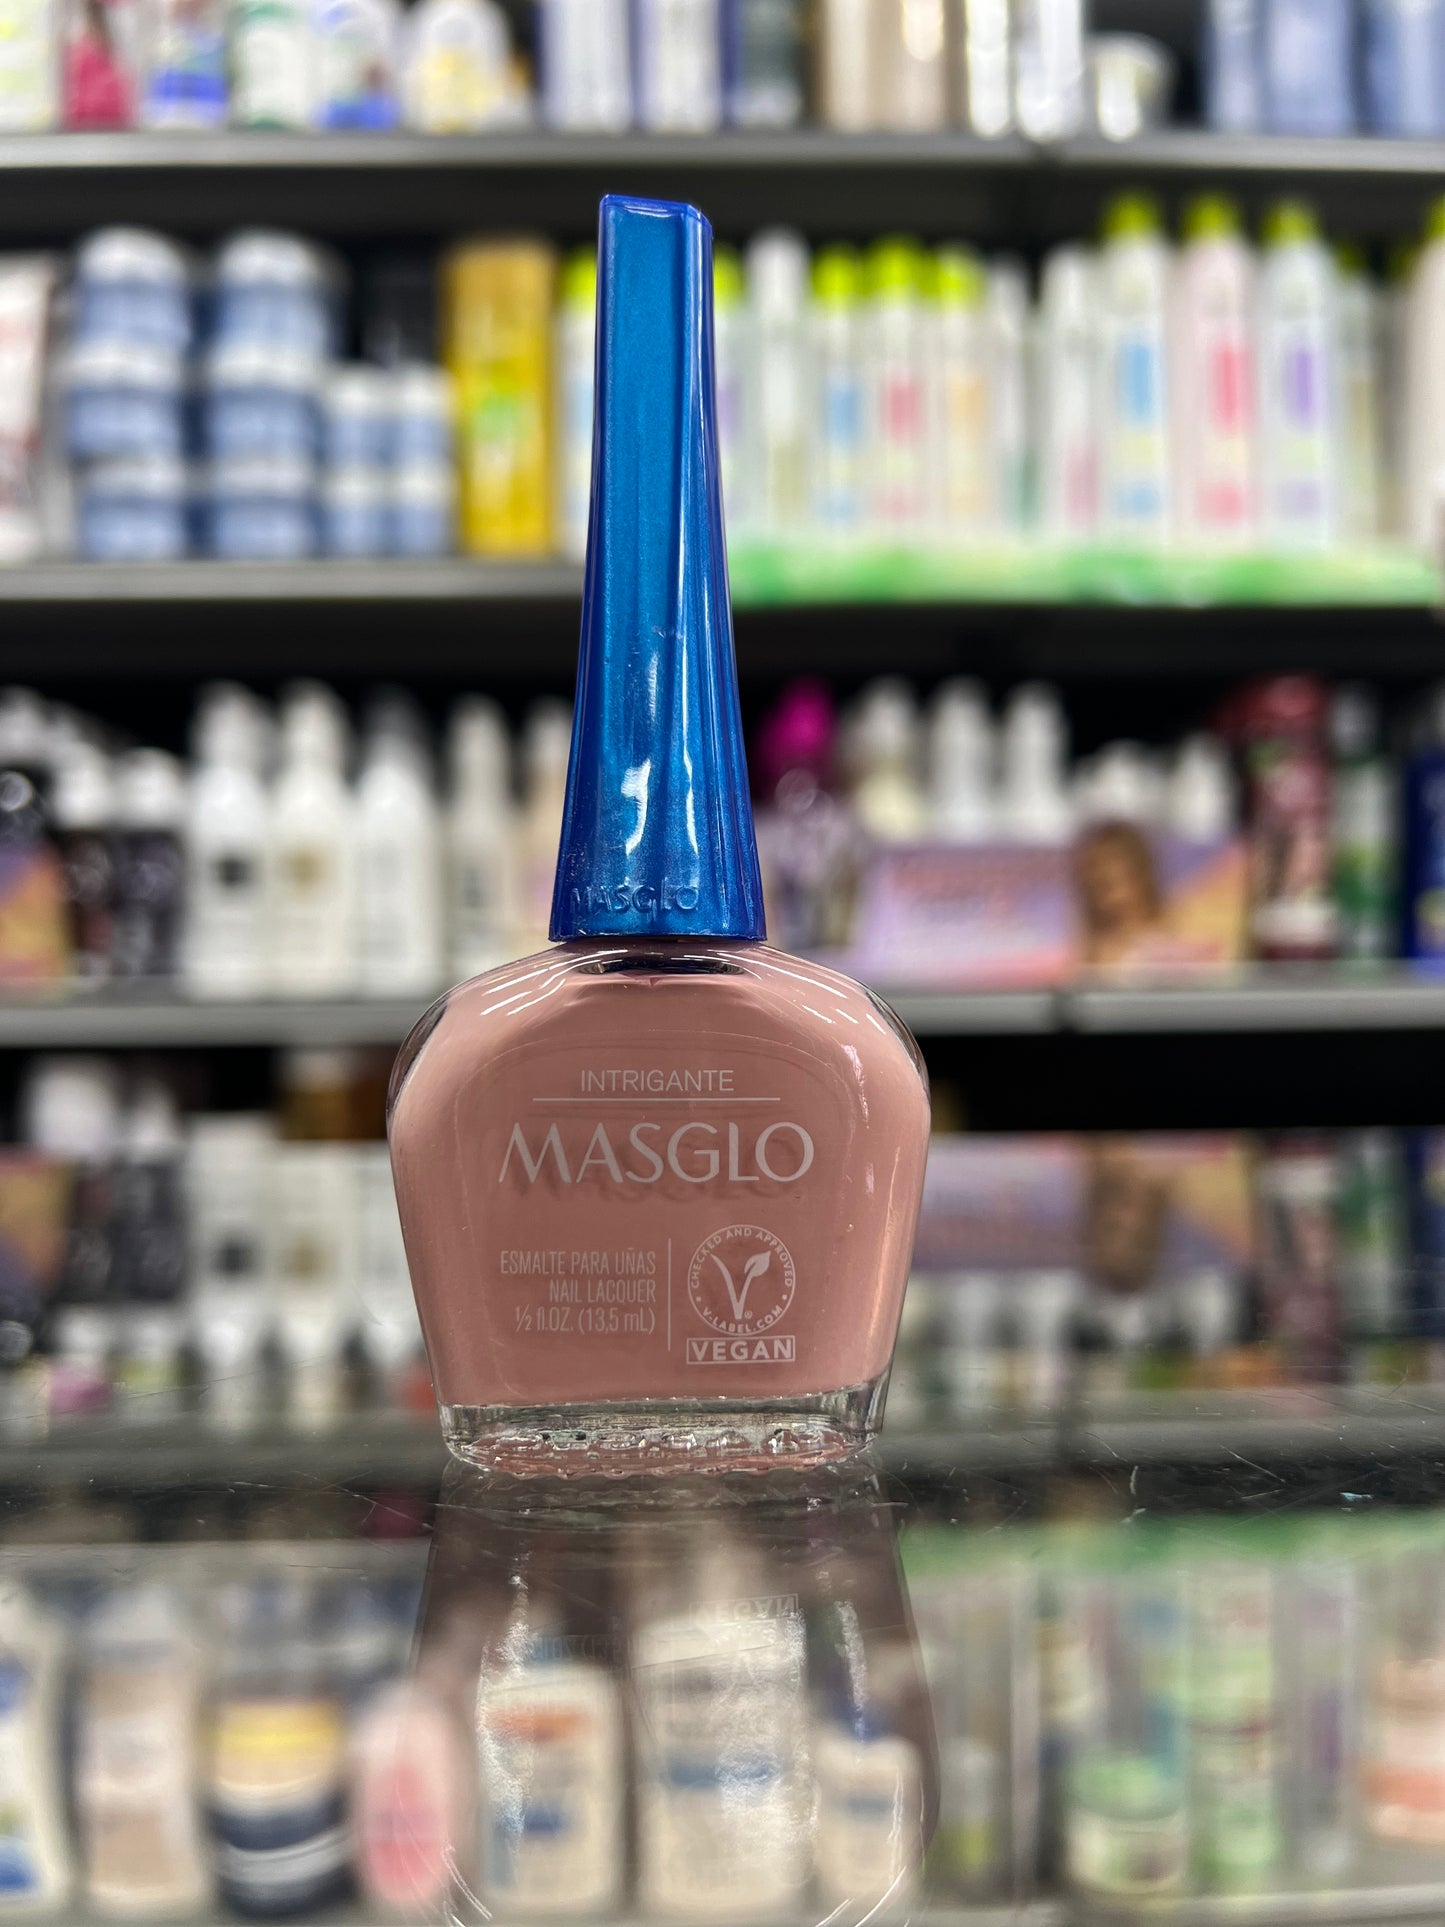 MASGLO
INTRIGANTE
MASGLO
ESMALTE PARA UÑAS
NAIL LACQUER
½ fl.OZ. (13,5 mL)
CHECKED AND APPROVED
V-LABEL.COM
®
VEGAN